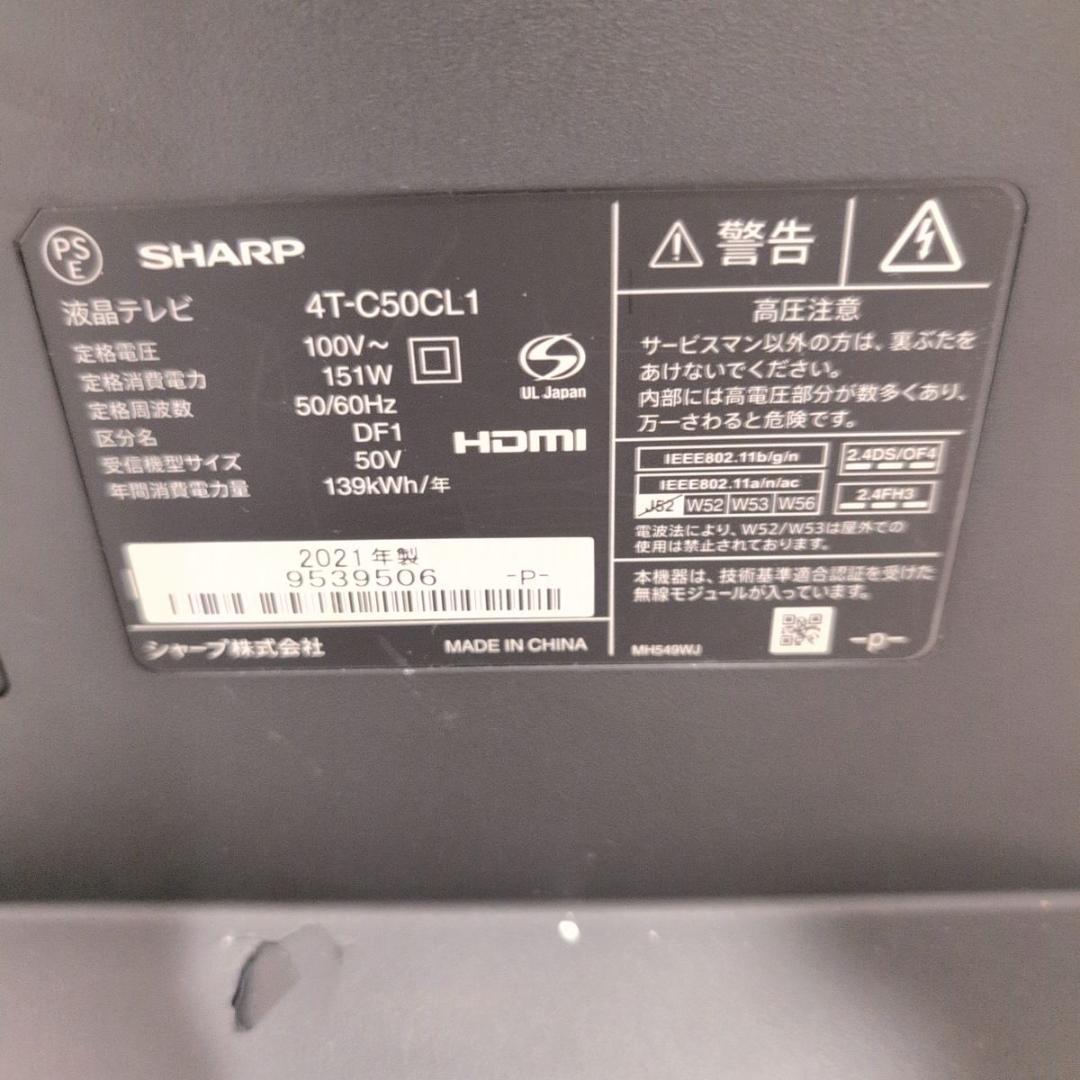 PS
E
SHARP
液晶テレビ 4T-C50CL1
定格電圧 100V~
定格消費電力 151W
定格周波数 50/60Hz
区分名 DF1
受信機型サイズ 50V
年間消費電力量 139kWh/年
UL Japan
HDMI
2021年製
9539506 -P-
シャープ株式会社 MADE IN CHINA
警告
高圧注意
サービスマン以外の方は、裏ぶたを
あけないでください。
内部には高電圧部分が数多くあり、
万一さわると危険です。
IEEE802.11b/g/n
IEEE802.11a/n/ac
J52 W52 W53 W56
2.4DS/OF4
2.4FH3
電波法により、W52/W53は屋外での
使用は禁止されております。
本機器は、技術基準適合認証を受けた
無線モジュールが入っています。
MH549WJ -p-